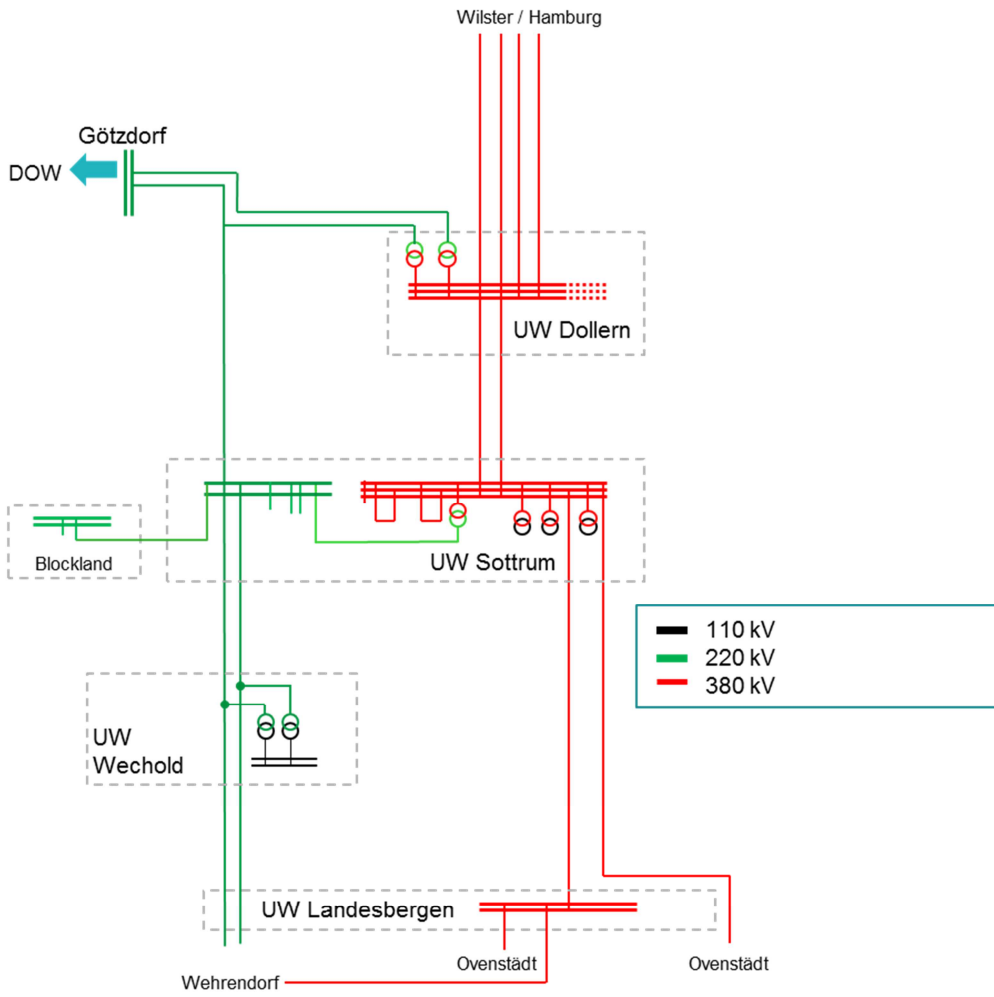 Wilster / Hamburg
Götzdorf
DOW
UW Dollern
Blockland
UW Sottrum
110 kV
220 kV
380 kV
UW
Wechold
UW Landesbergen
Ovenstädt
Ovenstädt
Wehrendorf